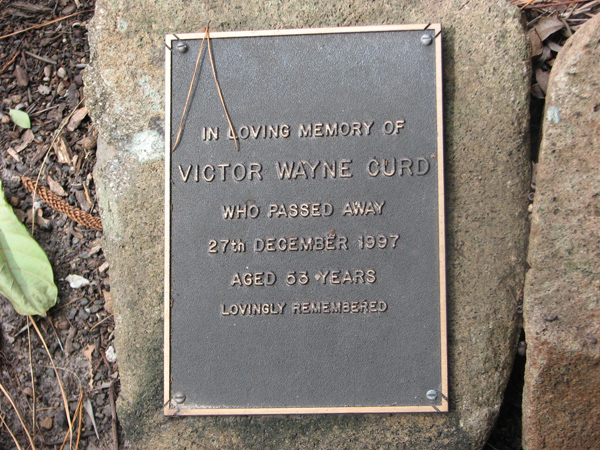 IN LOVING MEMORY OF
VICTOR WAYNE CURD
WHO PASSED AWAY
27th DECEMBER 1997
AGED 53 YEARS
LOVINGLY REMEMBERED